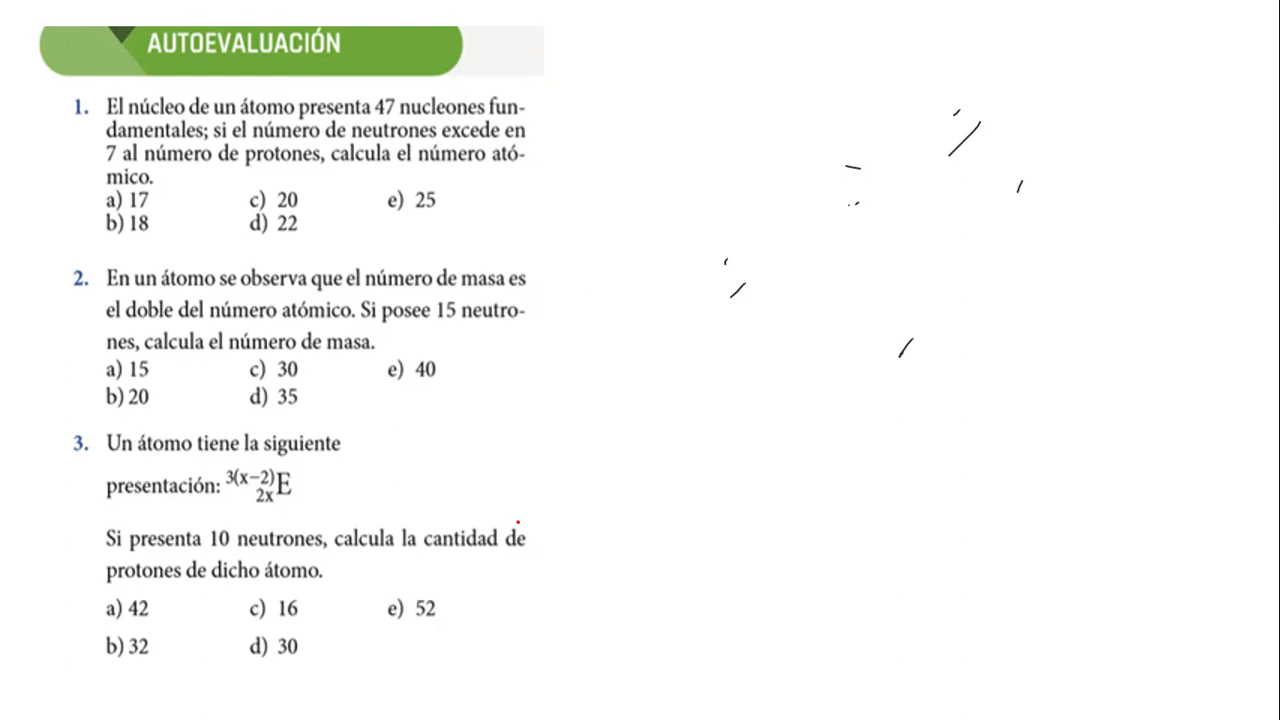 AUTOEVALUACIÓN
1. El núcleo de un átomo presenta 47 nucleones fun-
damentales; si el número de neutrones excede en
7 al número de protones, calcula el número ató-
mico.
a) 17 c) 20 e) 25
b) 18 d) 22
2. En un átomo se observa que el número de masa es
el doble del número atómico. Si posee 15 neutro-
nes, calcula el número de masa.
a) 15 c) 30 e) 40
b) 20 d) 35
3. Un átomo tiene la siguiente
presentación: 3(x–2) 2x E
Si presenta 10 neutrones, calcula la cantidad de
protones de dicho átomo.
a) 42 c) 16 e) 52
b) 32 d) 30